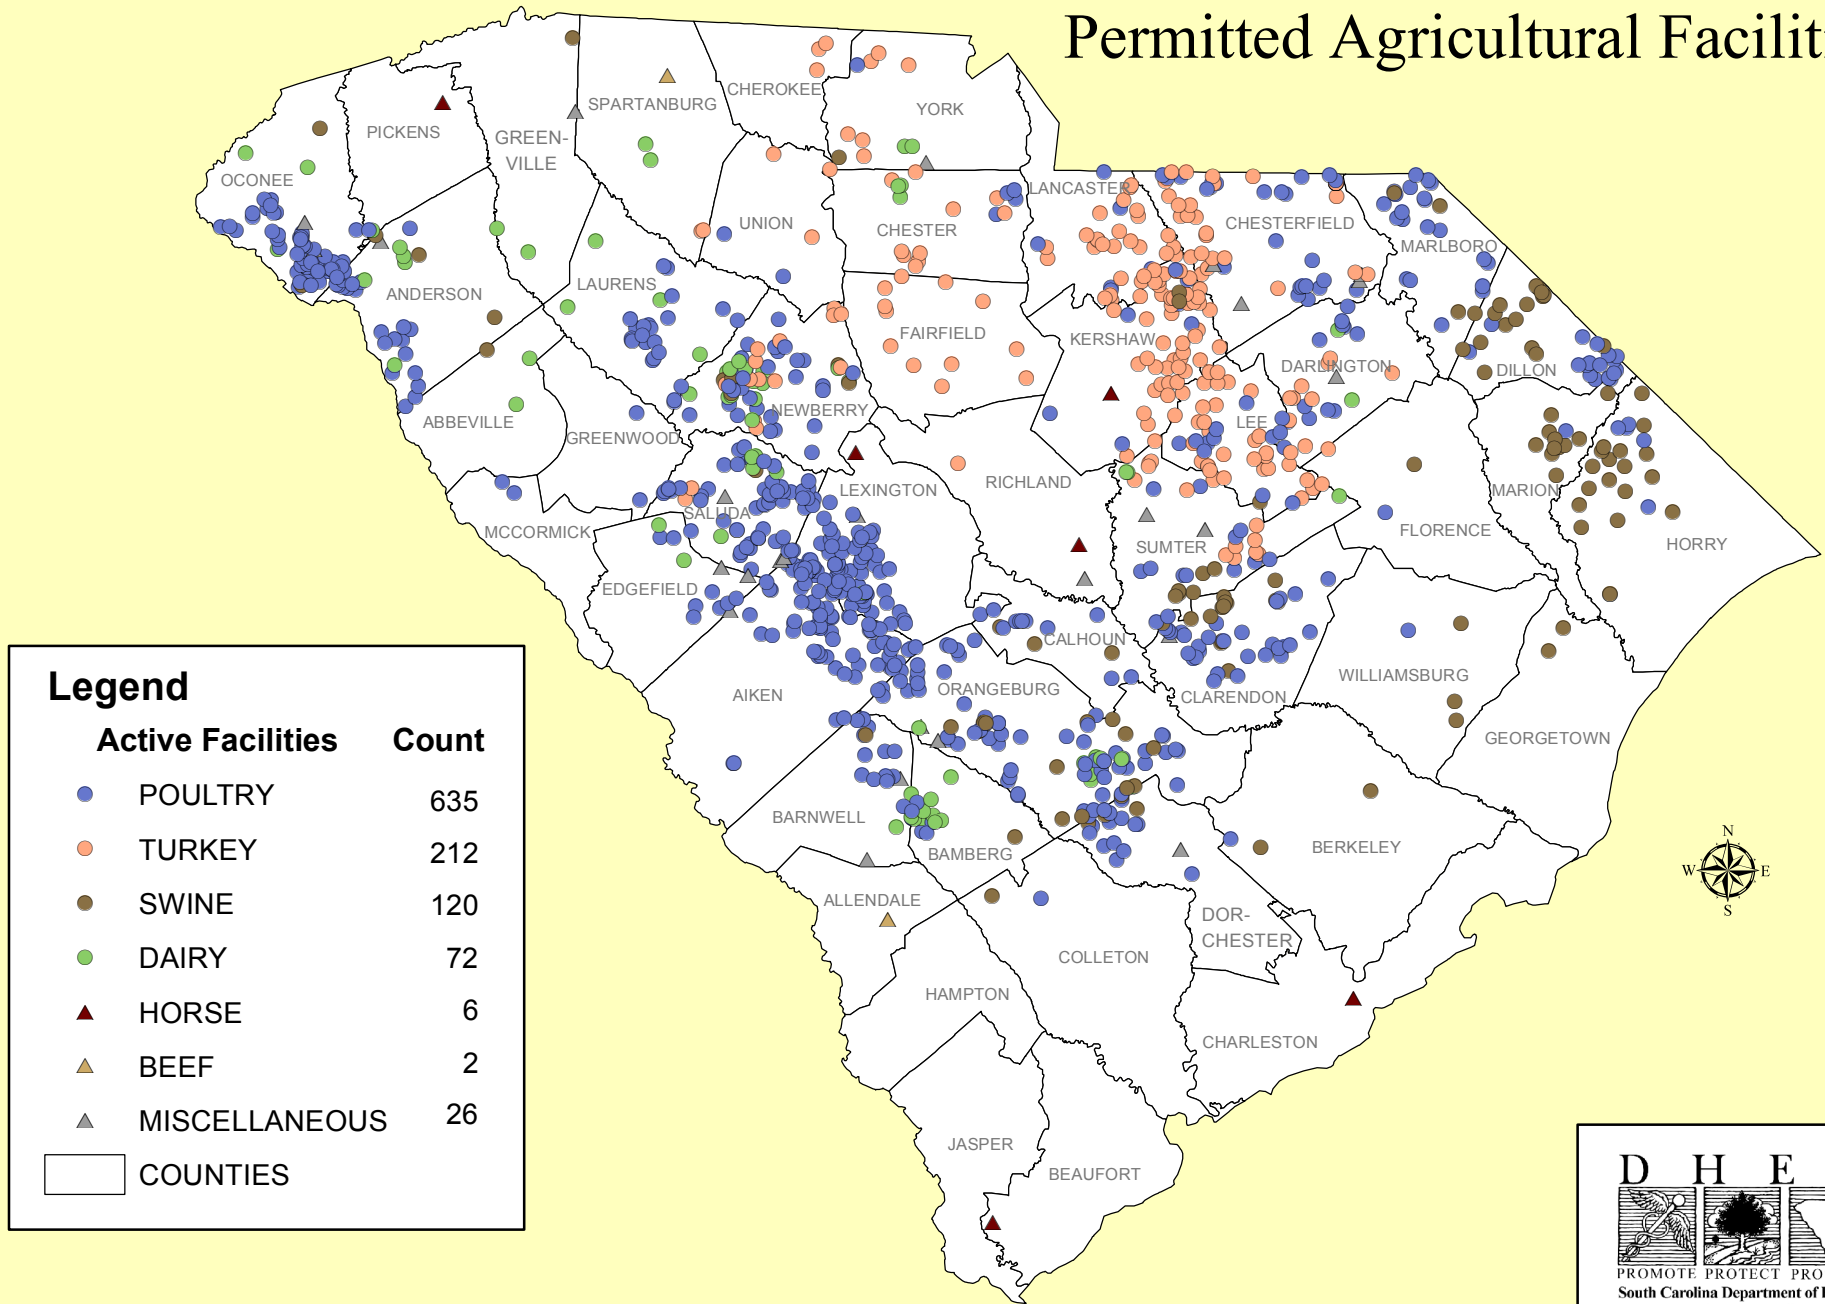 Permitted Agricultural Faciliti
CHEROKEE
YORK
SPARTANBURG
PICKENS
GREEN-
VILLE
OCONEE
LANCASTER
UNION
CHESTER
CHESTERFIELD
MARLBORO
ANDERSON
LAURENS
FAIRFIELD
KERSHAW
DARLINGTON
DILLON
ABBEVILLE
GREENWOOD
NEWBERRY
LEE
RICHLAND
LEXINGTON
MARION
MCCORMICK
SALUDA
FLORENCE
HORRY
SUMTER
EDGEFIELD
CALHOUN
AIKEN
ORANGEBURG
CLARENDON
WILLIAMSBURG
GEORGETOWN
BARNWELL
BAMBERG
BERKELEY
ALLENDALE
DOR-
CHESTER
COLLETON
HAMPTON
CHARLESTON
JASPER
BEAUFORT
Legend
Active Facilities Count
POULTRY 635
TURKEY 212
SWINE 120
DAIRY 72
HORSE 6
BEEF 2
MISCELLANEOUS 26
COUNTIES
N
W E
S
D H E
PROMOTE PROTECT PRO
South Carolina Department of